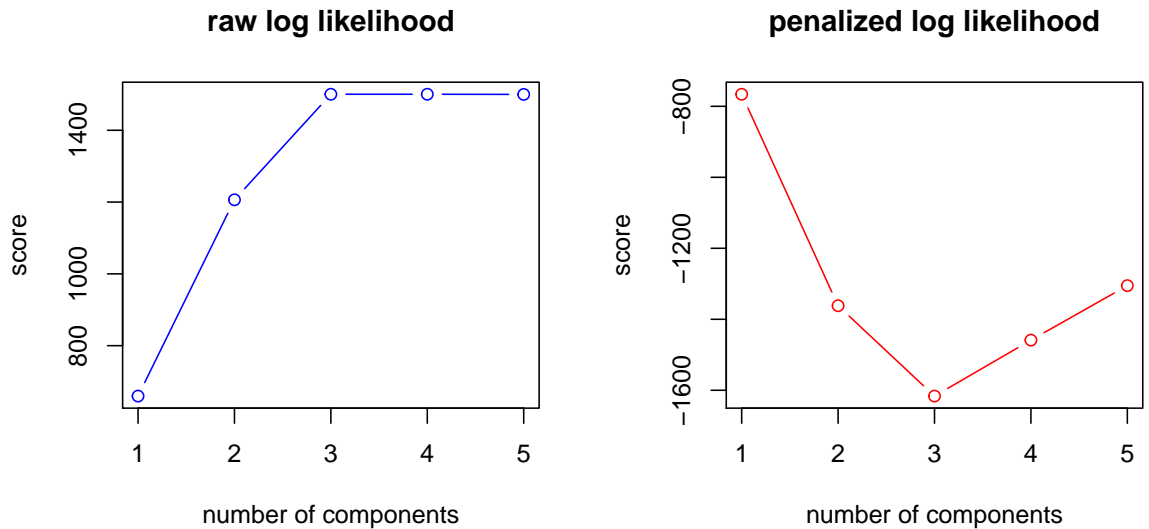 raw log likelihood
score
800
1000
1400
1 2 3 4 5
number of components
penalized log likelihood
score
−1600
−1200
−800
1 2 3 4 5
number of components